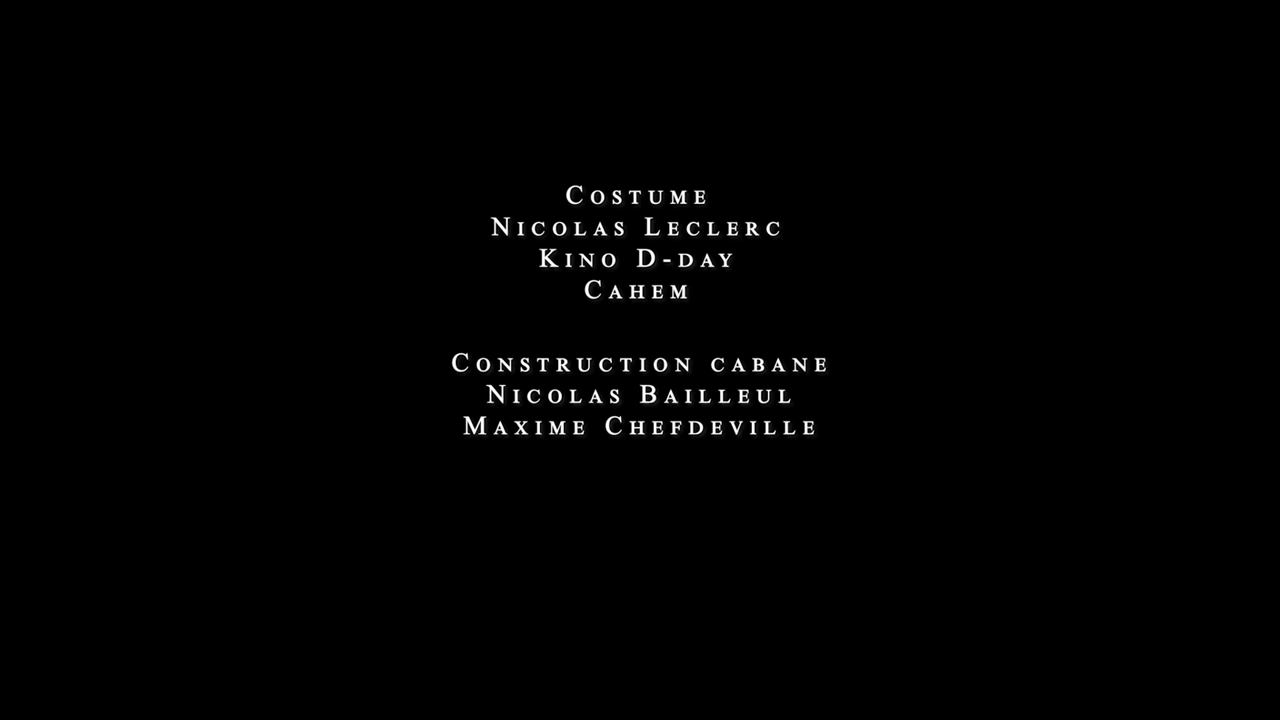 Costume
Nicolas Leclerc
Kino D-day
Cahem
Construction cabane
Nicolas Bailleul
Maxime Chefdeville